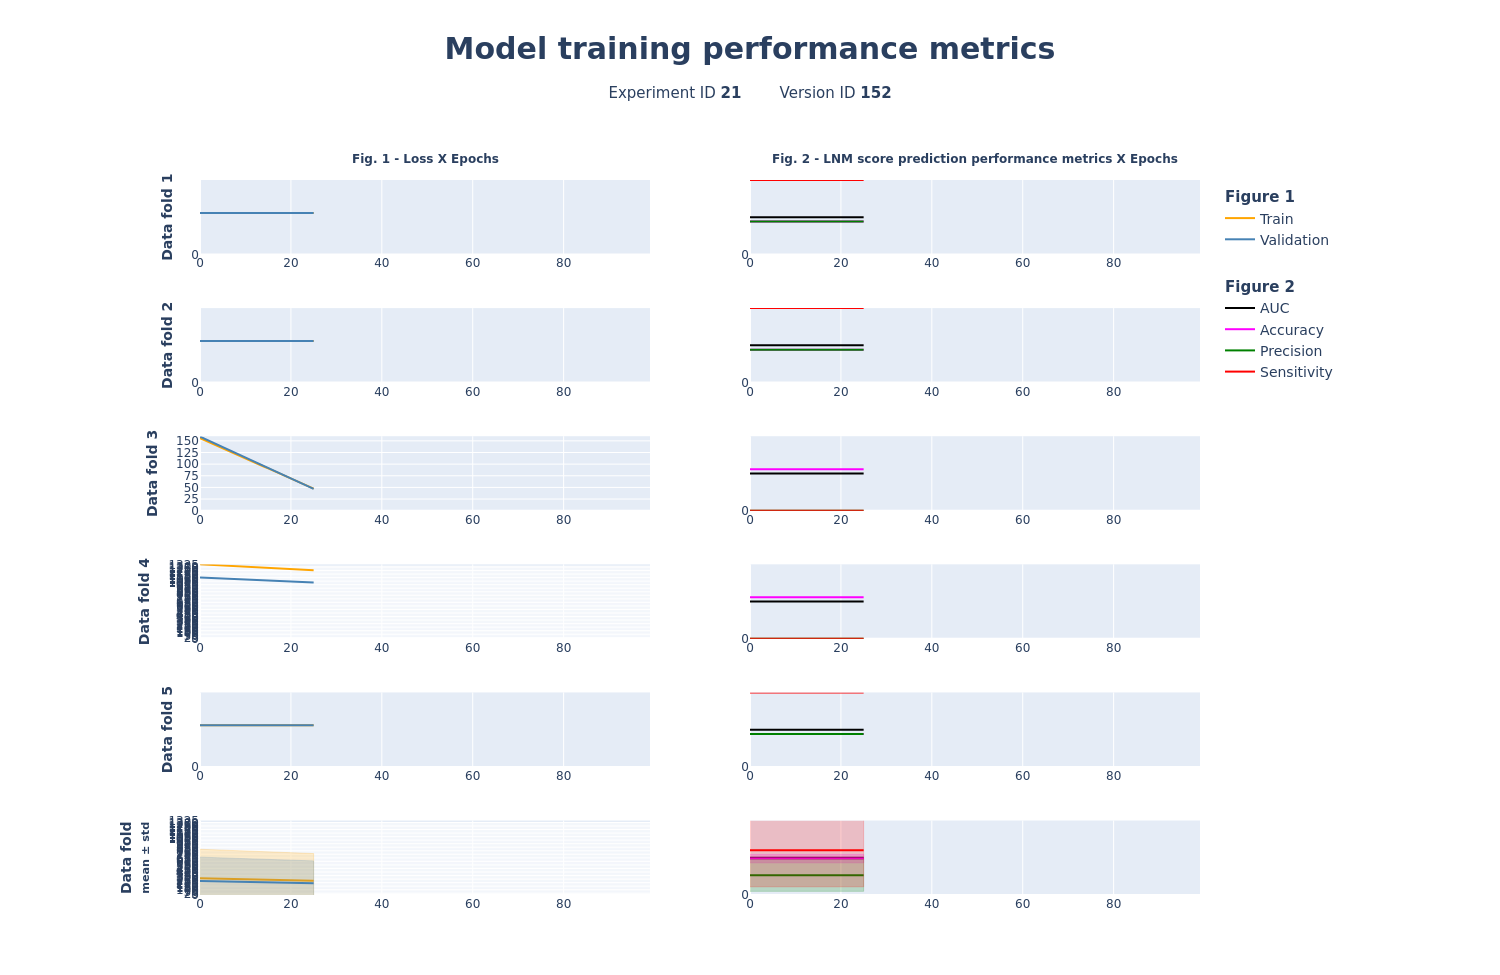 Model training performance metrics
Experiment ID 21 Version ID 152
Fig. 1 - Loss X Epochs
Fig. 2 - LNM score prediction performance metrics X Epochs
Data fold 1
0
0 20 40 60 80
0
0 20 40 60 80
Figure 1
Train
Validation
Figure 2
AUC
Accuracy
Precision
Sensitivity
Data fold 2
0
0 20 40 60 80
0
0 20 40 60 80
Data fold 3
150
125
100
75
50
25
0
0 20 40 60 80
0
0 20 40 60 80
Data fold 4
0 20 40 60 80
0
0 20 40 60 80
Data fold 5
0
0 20 40 60 80
0
0 20 40 60 80
Data fold
mean ± std
0 20 40 60 80
0
0 20 40 60 80